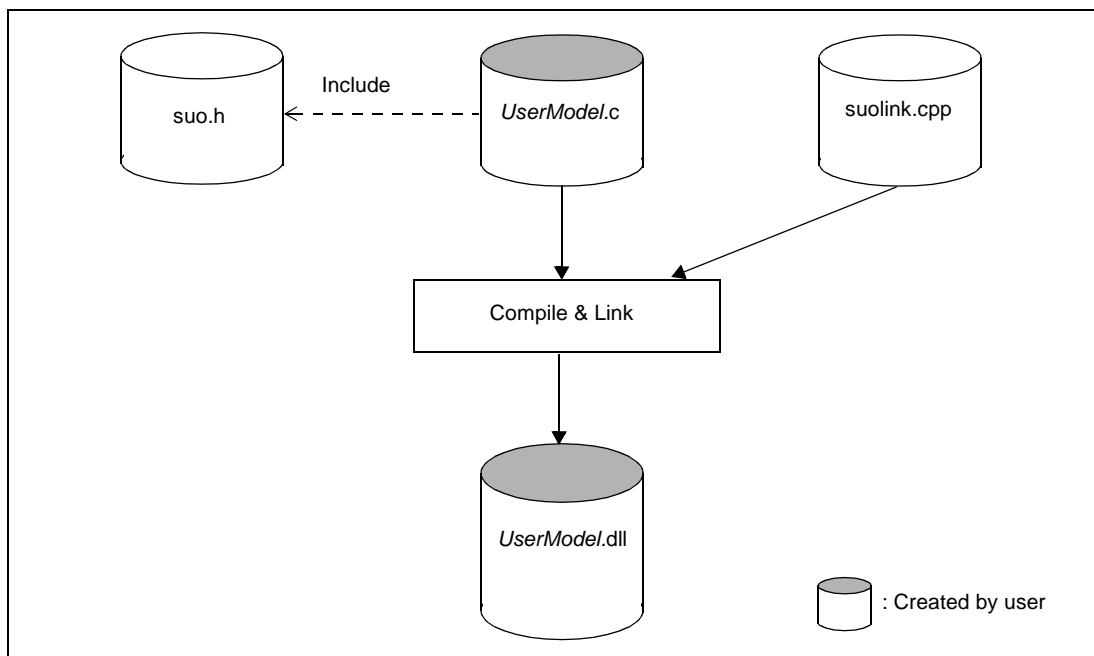 Include
suo.h
UserModel.c
suolink.cpp
Compile & Link
UserModel.dll
: Created by user